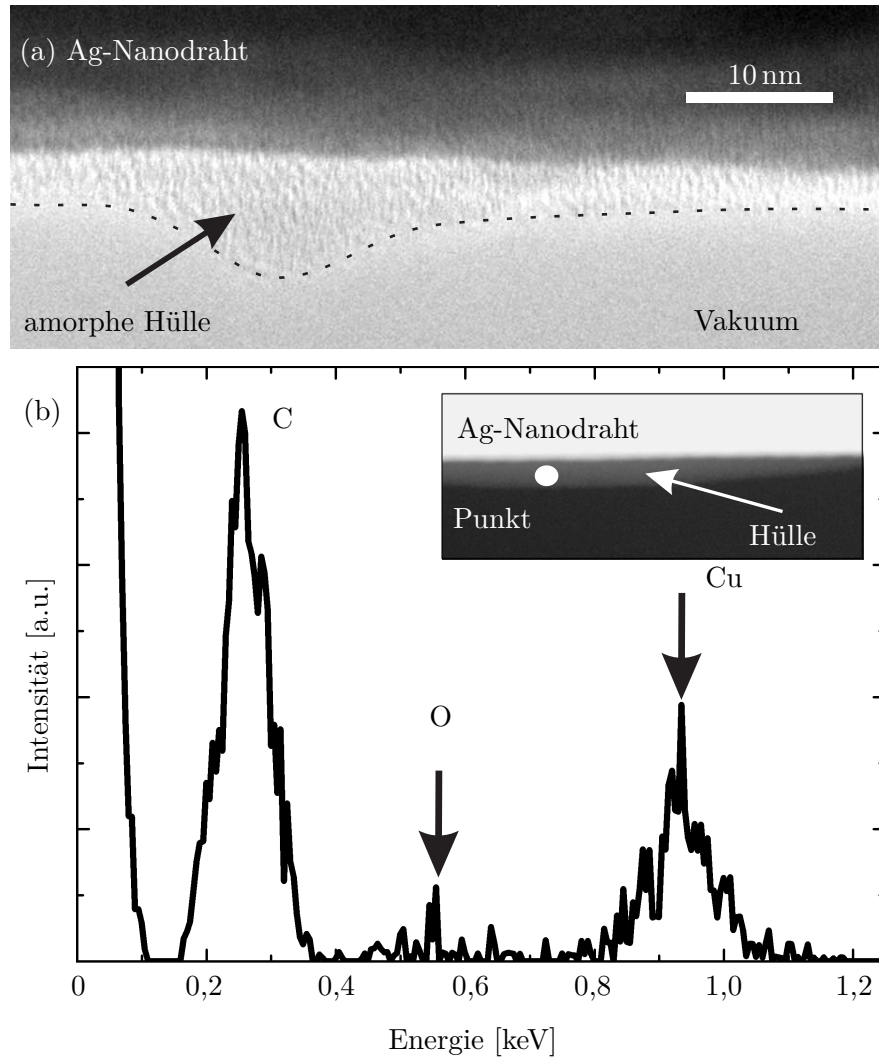 (a) Ag-Nanodraht
10 nm
amorphe Hülle
Vakuum
(b)
C
Ag-Nanodraht
Punkt
Hülle
Cu
O
Intensität [a.u.]
0 0,2 0,4 0,6 0,8 1,0 1,2
Energie [keV]